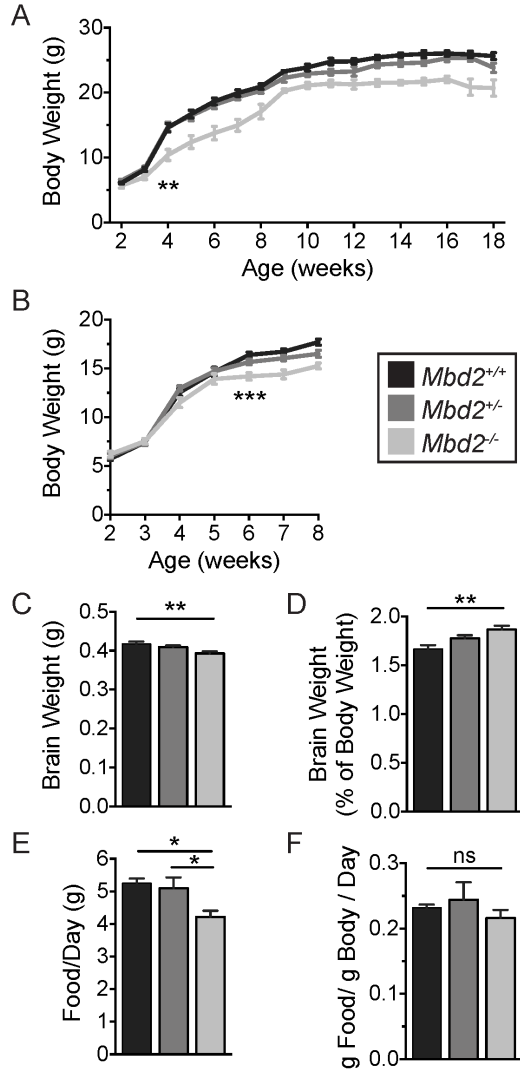 A
Body Weight (g)
30
20
10
0
**
2 4 6 8 10 12 14 16 18
Age (weeks)
B
Body Weight (g)
20
15
10
5
0
***
2 3 4 5 6 7 8
Age (weeks)
Mbd2+/+
Mbd2+/-
Mbd2-/-
C
Brain Weight (g)
0.5
0.4
0.4
0.1
0.0
**
D
Brain Weight
(% of Body Weight)
2.0
1.5
1.0
0.5
0.0
**
E
Food/Day (g)
6
5
4
3
2
1
0
*
*
F
g Food/ g Body / Day
0.3
0.2
0.1
0.0
ns